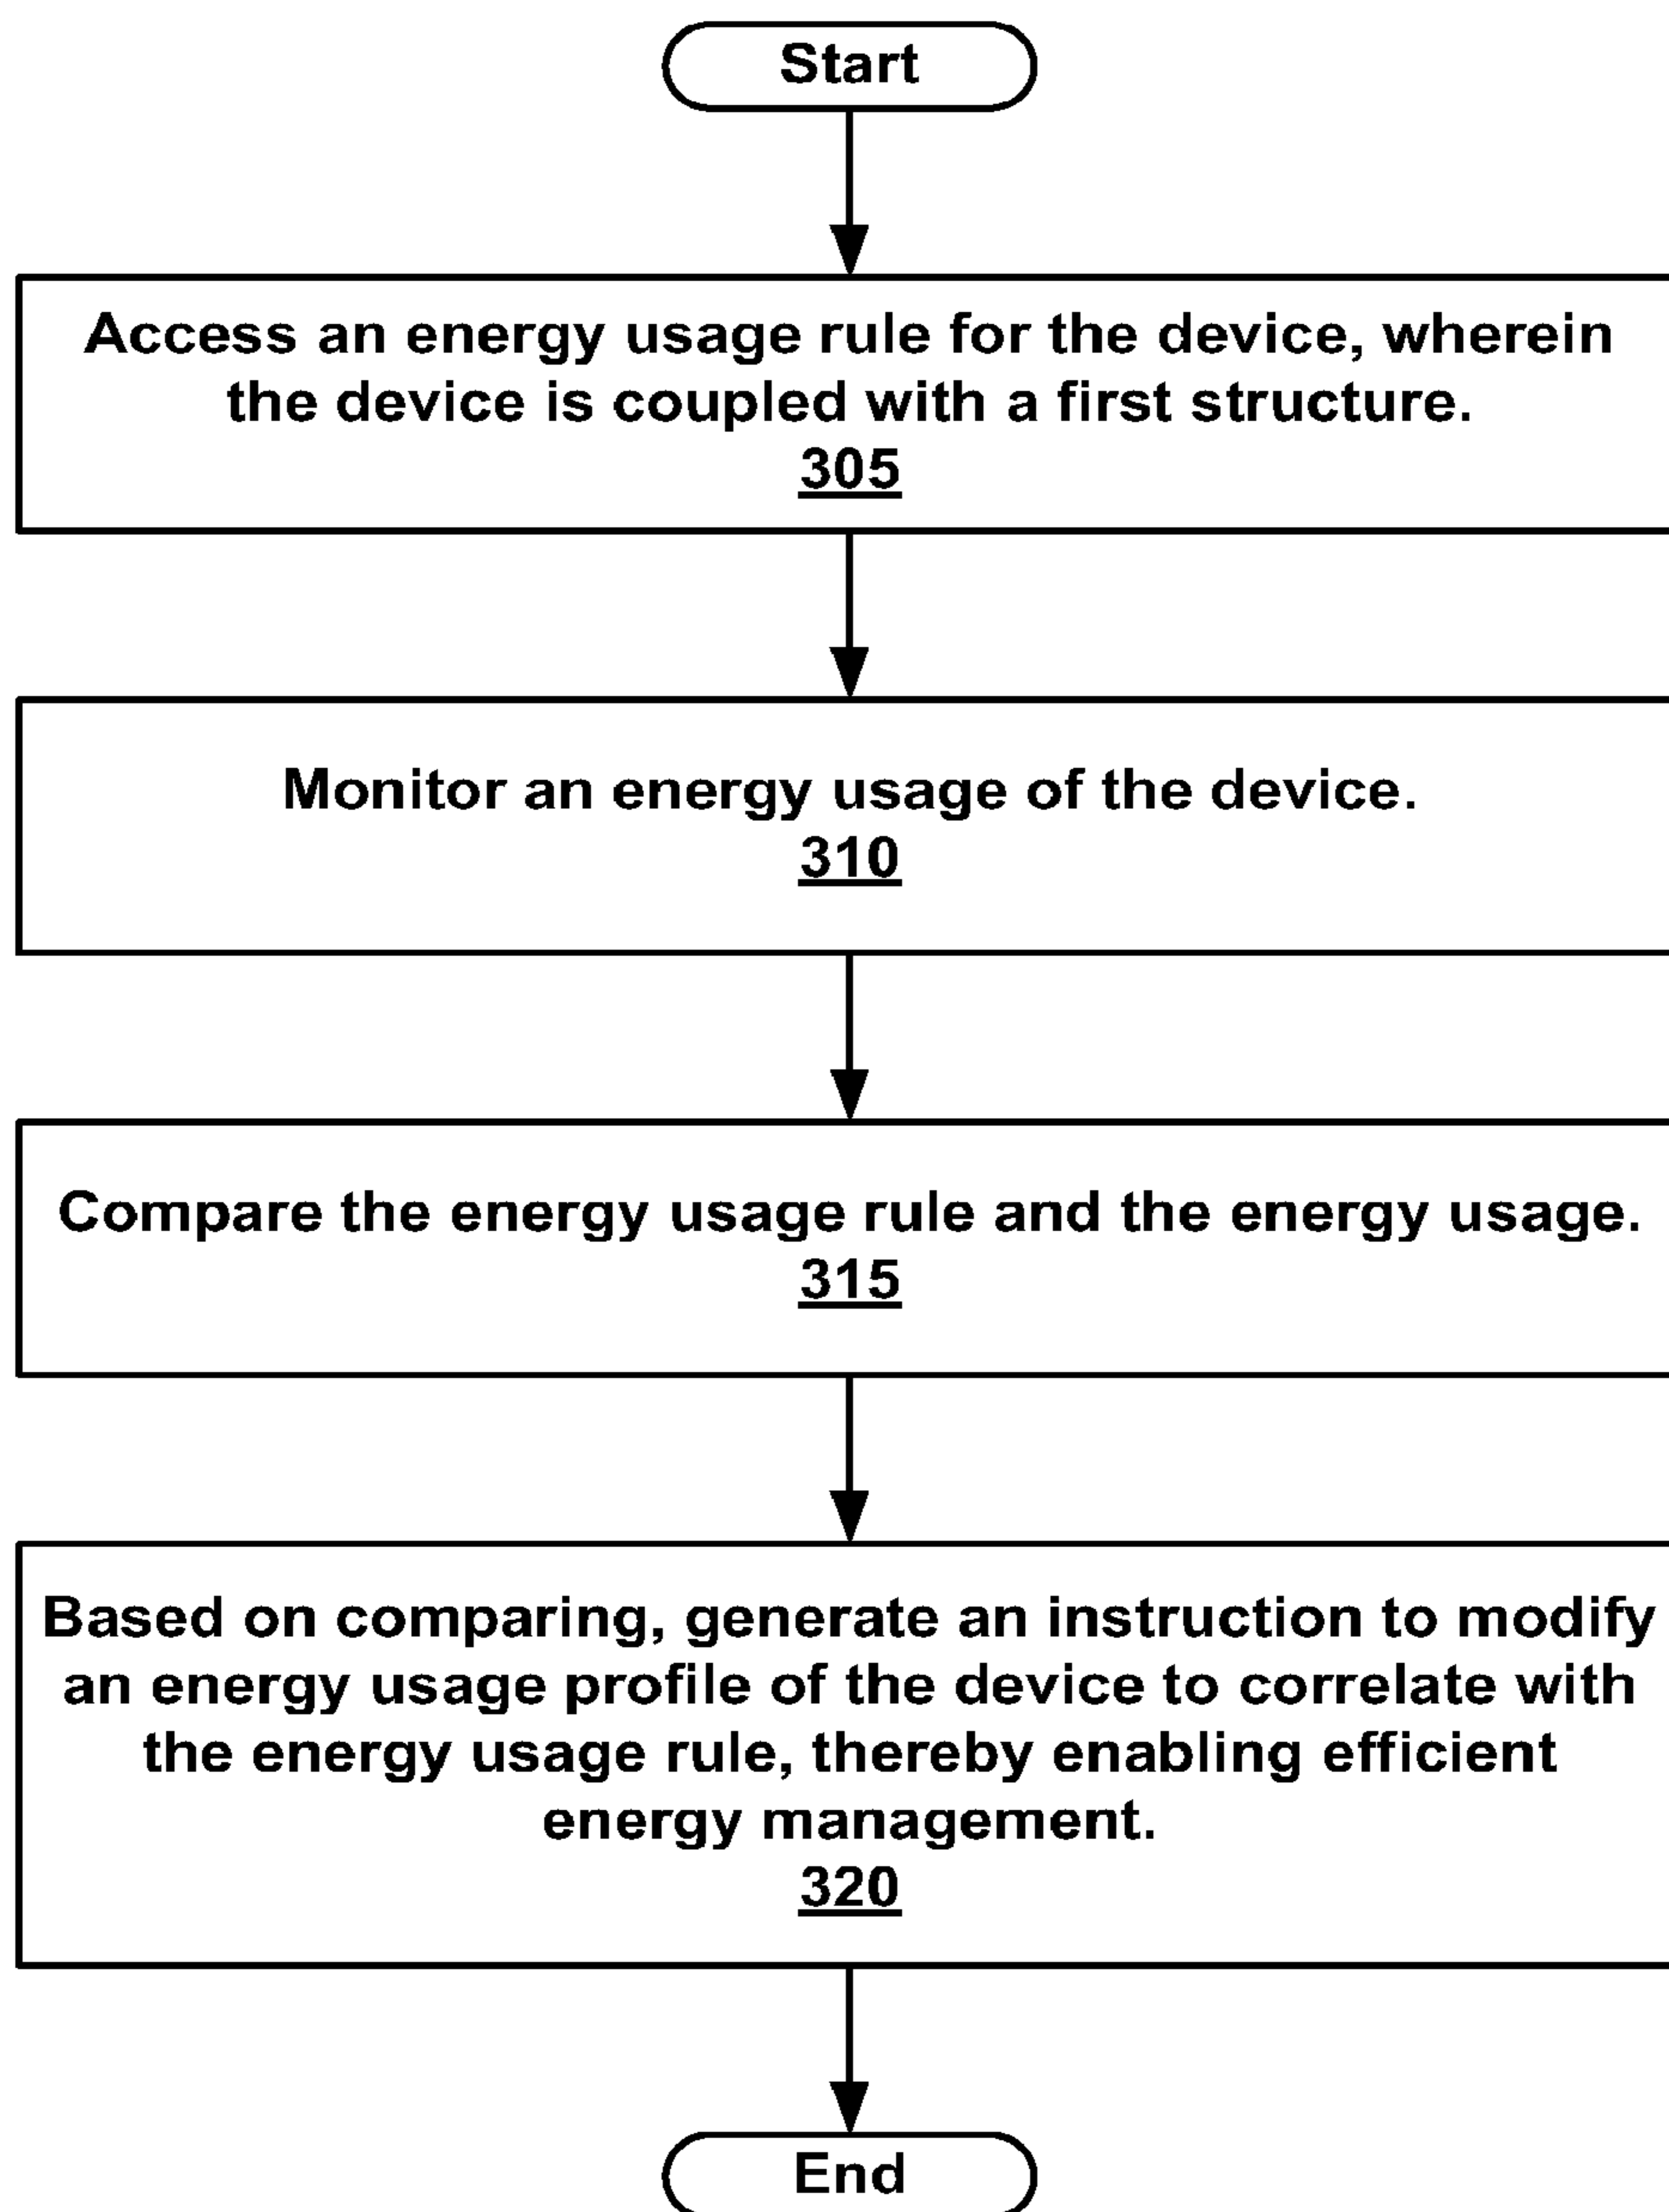 Start
Access an energy usage rule for the device, wherein
the device is coupled with a first structure.
305
Monitor an energy usage of the device.
310
Compare the energy usage rule and the energy usage.
315
Based on comparing, generate an instruction to modify
an energy usage profile of the device to correlate with
the energy usage rule, thereby enabling efficient
energy management.
320
End